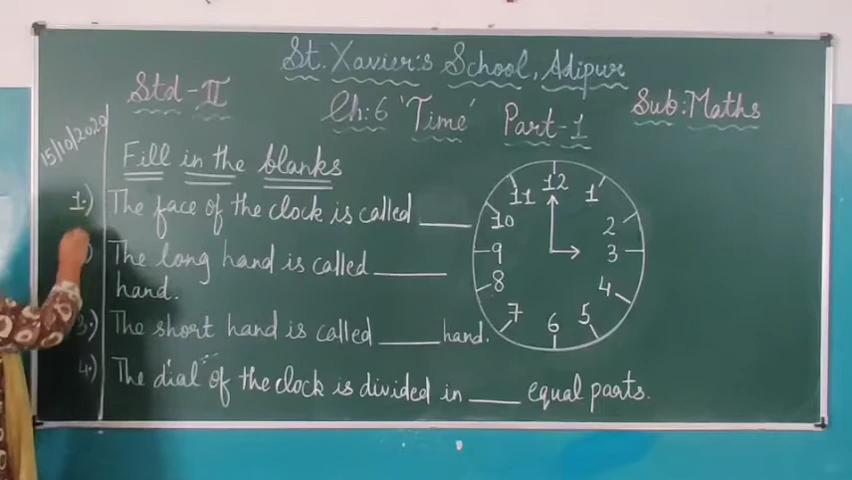 St. Xavier's School, Adipur
Std-II
Ch:6 'Time' Part-1
Sub: Maths
15/10/2020
Fill in the blanks
1.) The face of the clock is called ____
) The long hand is called ____
hand.
3.) The short hand is called ____ hand.
4.) The dial of the clock is divided in ____ equal parts.
12
1
2
3
4
5
6
7
8
9
10
11